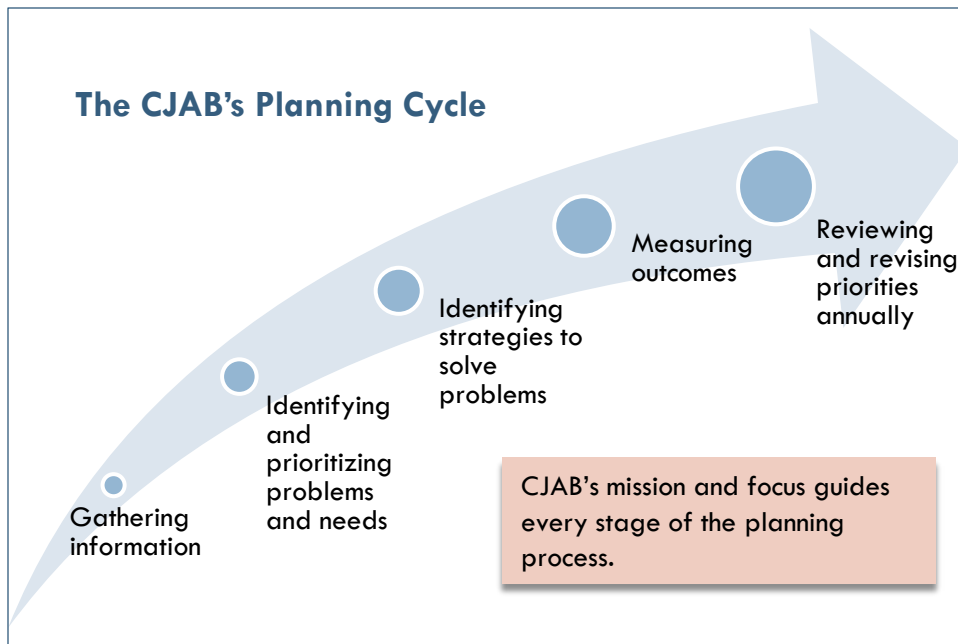 The CJAB's Planning Cycle
Gathering
information
Identifying
and
prioritizing
problems
and needs
Identifying
strategies to
solve
problems
Measuring
outcomes
Reviewing
and revising
priorities
annually
CJAB's mission and focus guides
every stage of the planning
process.